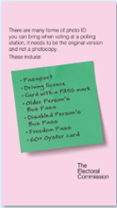 There are many forms of photo ID
you can bring when voting at a polling
station, it needs to be the original version
and not a photocopy
These include:
• Passport
• Driving licence
• Card with a PASS mark
• Older Person's
Bus Pass
• Disabled Person's
Bus Pass
• Freedom Pass
• 60+ Oyster card
The
Electoral
Commission